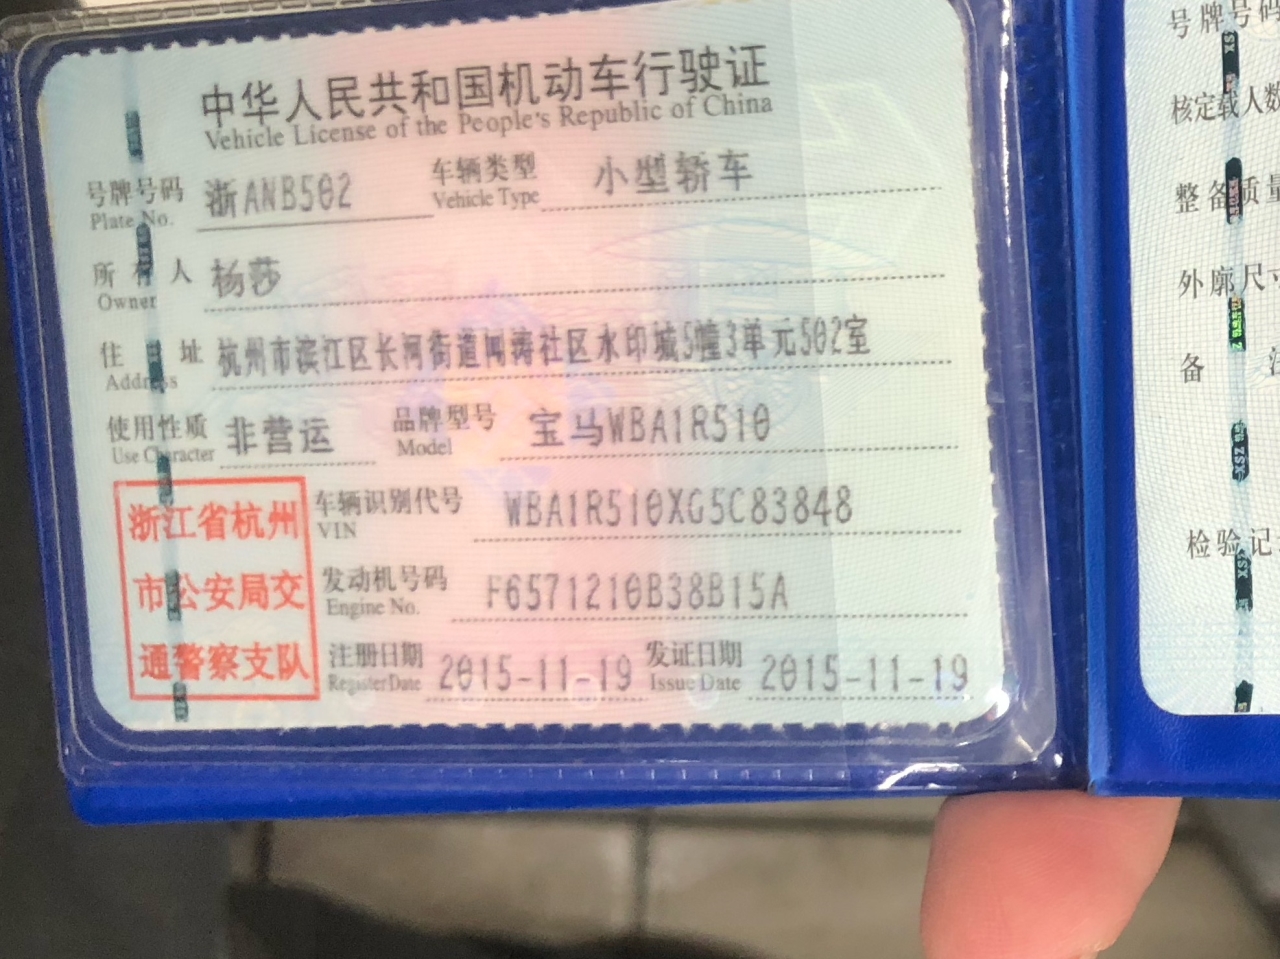 中华人民共和国机动车行驶证
Vehicle License of the People's Republic of China
号牌号码 浙ANB502 车辆类型 小型轿车
Plate No. Vehicle Type
所有人 杨莎
Owner
住址 杭州市滨江区长河街道闻涛社区水印城5幢3单元502室
Address
使用性质 非营运 品牌型号 宝马WBA1R510
Use Character Model
浙江省杭州
市公安局交
通警察支队
车辆识别代号 WBA1R510XG5C83848
VIN
发动机号码 F6571210B38B15A
Engine No.
注册日期 2015-11-19 发证日期 2015-11-19
Register Date Issue Date
号牌号码
核定载人数
整备质量
外廓尺寸
备注
检验记